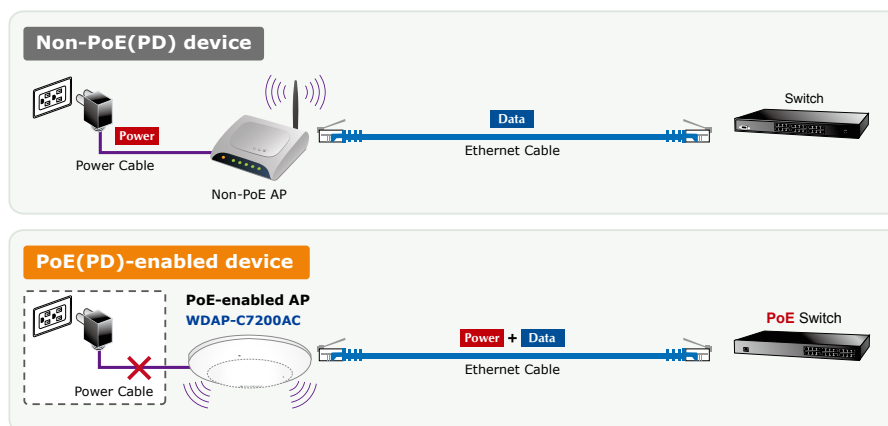 Non-PoE(PD) device
Switch
Data
Power
Ethernet Cable
Power Cable
Non-PoE AP
PoE(PD)-enabled device
PoE-enabled AP
WDAP-C7200AC
PoE Switch
Power + Data
Ethernet Cable
Power Cable